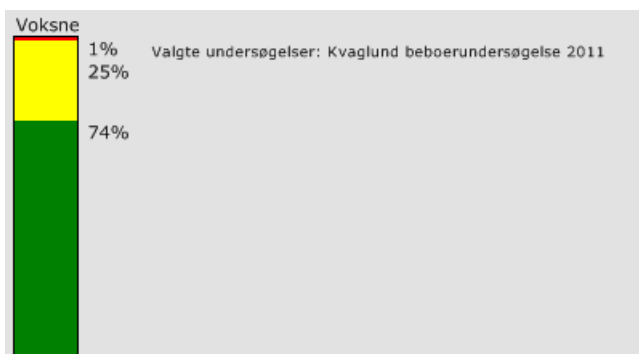 Voksne
1% Valgte undersøgelser: Kvaglund beboerundersøgelse 2011
25%
74%